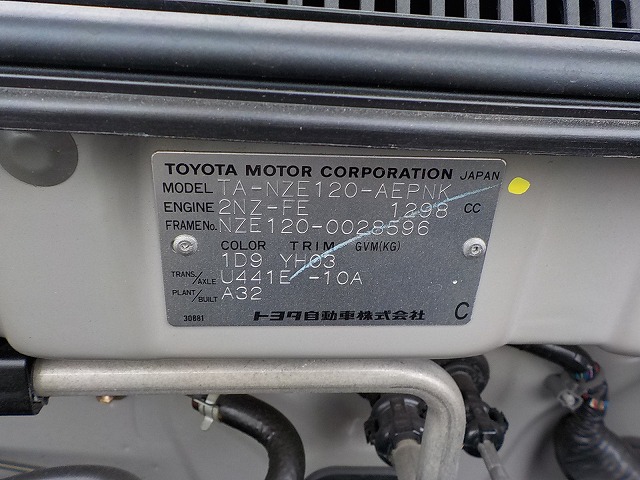 TOYOTA MOTOR CORPORATION JAPAN
MODEL TA-NZE120-AEPNK
ENGINE 2NZ-FE 1298 CC
FRAME No. NZE120-0028596
COLOR TRIM GVM(KG)
1D9 YH03
TRANS./AXLE U441E -10A
PLANT/BUILT A32
30881 トヨタ自動車株式会社 C